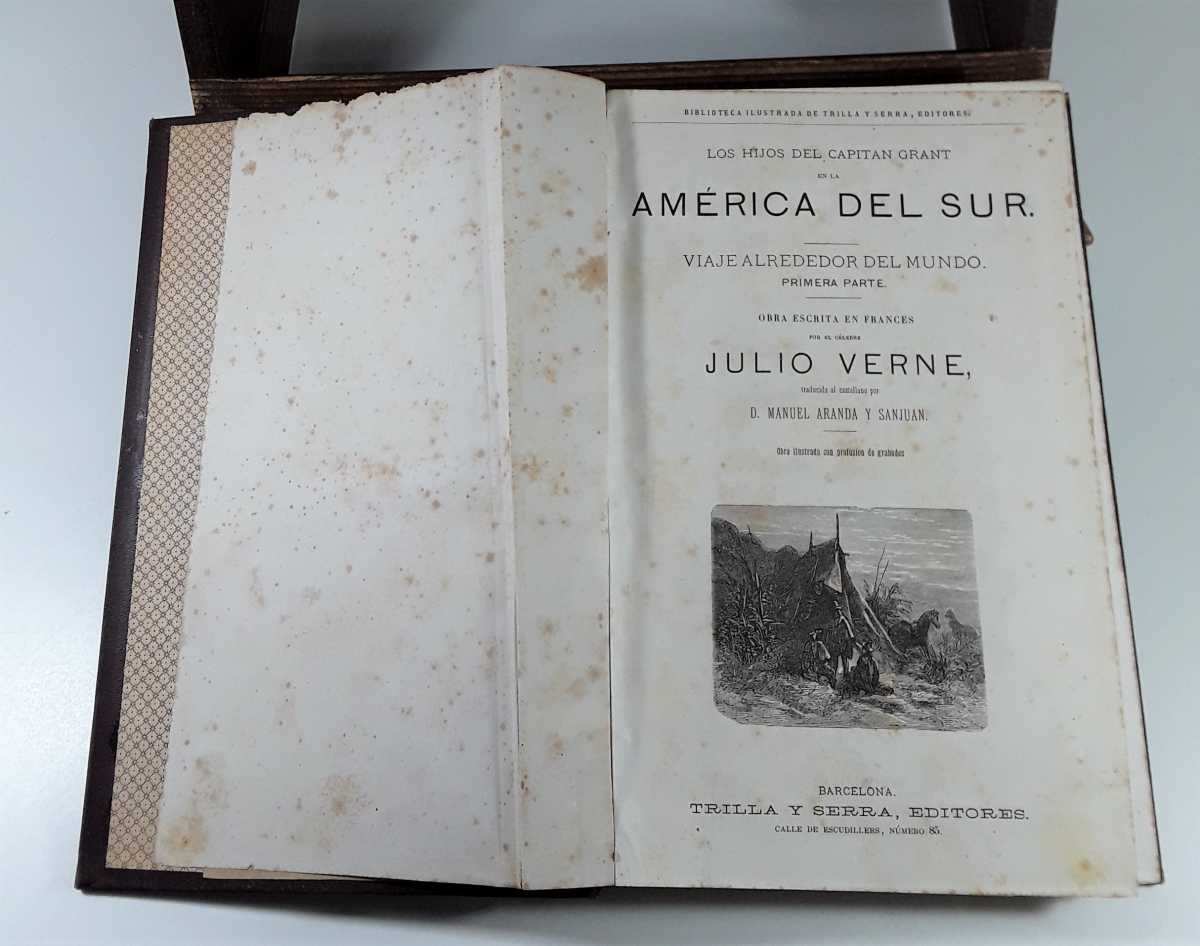 BIBLIOTECA ILUSTRADA DE TRILLA Y SERRA, EDITORES.
LOS HIJOS DEL CAPITAN GRANT
EN LA
AMÉRICA DEL SUR.
VIAJE ALREDEDOR DEL MUNDO.
PRIMERA PARTE.
OBRA ESCRITA EN FRANCES
POR EL CÉLEBRE
JULIO VERNE,
traducida al castellano por
D. MANUEL ARANDA Y SANJUAN.
Obra ilustrada con profusion de grabados
BARCELONA.
TRILLA Y SERRA, EDITORES.
CALLE DE ESCUDILLERS, NÚMERO 85.